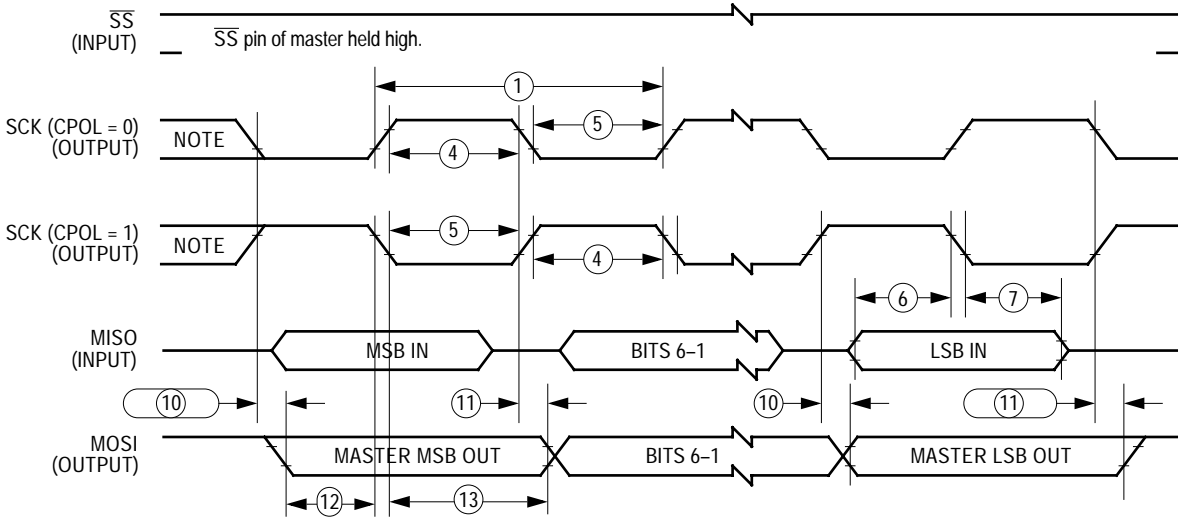 SS
(INPUT)
SS pin of master held high.
1
SCK (CPOL = 0)
(OUTPUT)
NOTE
5
4
SCK (CPOL = 1)
(OUTPUT)
NOTE
5
4
6
7
MISO
(INPUT)
MSB IN
BITS 6–1
LSB IN
10
11
10
11
MOSI
(OUTPUT)
MASTER MSB OUT
BITS 6–1
MASTER LSB OUT
12
13